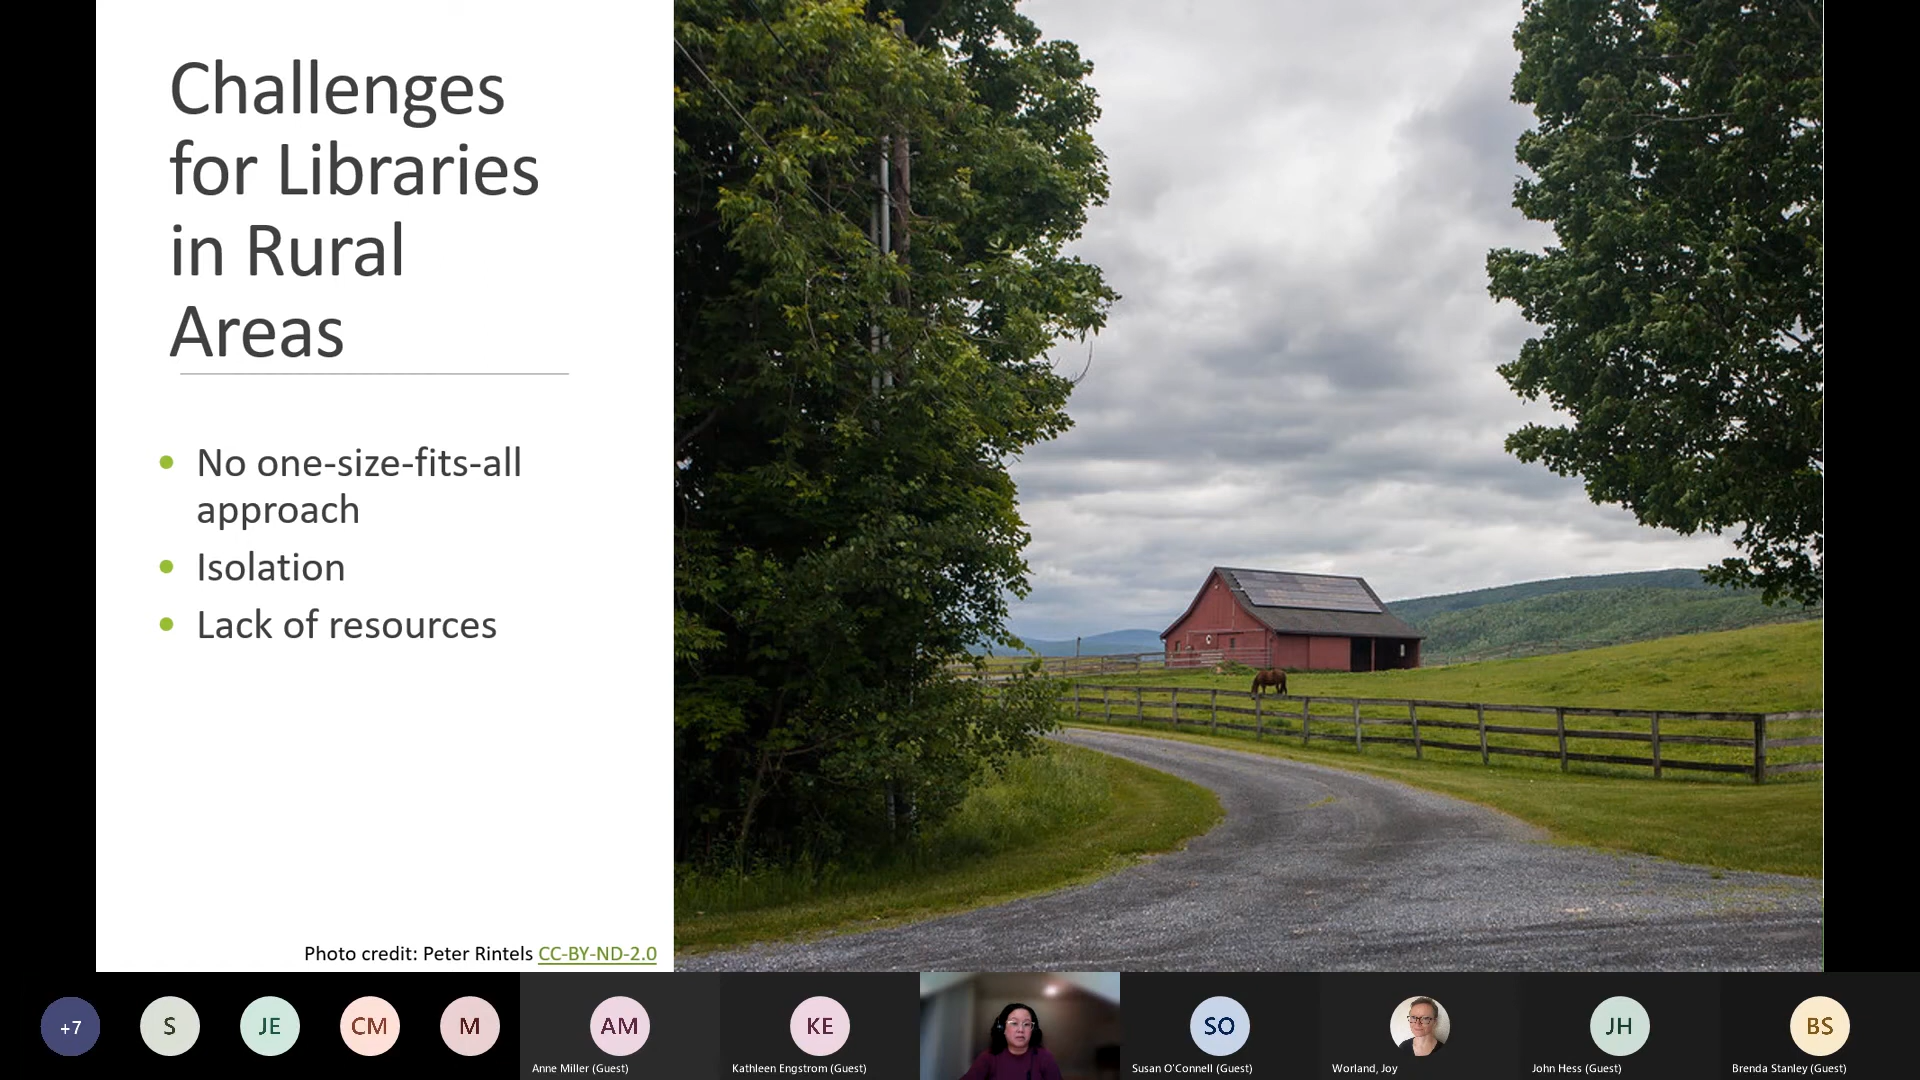 Challenges
for Libraries
in Rural
Areas
• No one-size-fits-all
approach
• Isolation
• Lack of resources
Photo credit: Peter Rintels CC-BY-ND-2.0
+7
S
JE
CM
M
AM
Anne Miller (Guest)
KE
Kathleen Engstrom (Guest)
SO
Susan O'Connell (Guest)
Worland, Joy
JH
John Hess (Guest)
BS
Brenda Stanley (Guest)